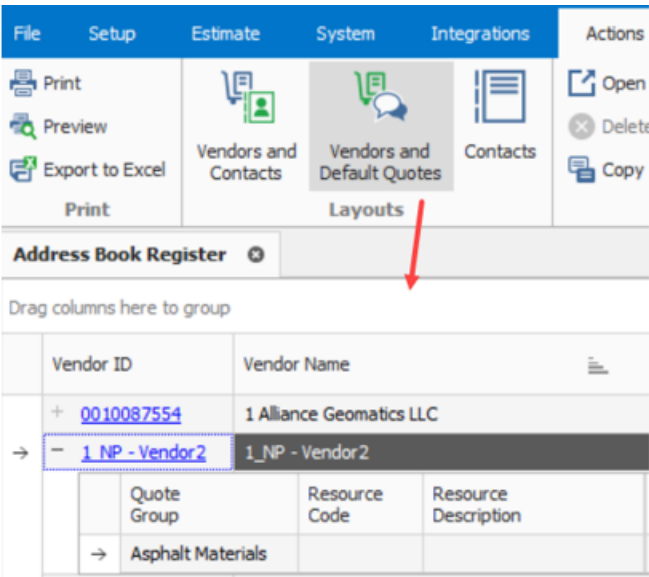 File Setup Estimate System Integrations Actions
Print
Preview
Export to Excel
Vendors and
Contacts
Vendors and
Default Quotes
Contacts
Open
Delete
Copy
Print Layouts
Address Book Register
Drag columns here to group
Vendor ID Vendor Name
0010087554 1 Alliance Geomatics LLC
1_NP - Vendor2 1_NP - Vendor2
Quote
Group
Resource
Code
Resource
Description
Asphalt Materials